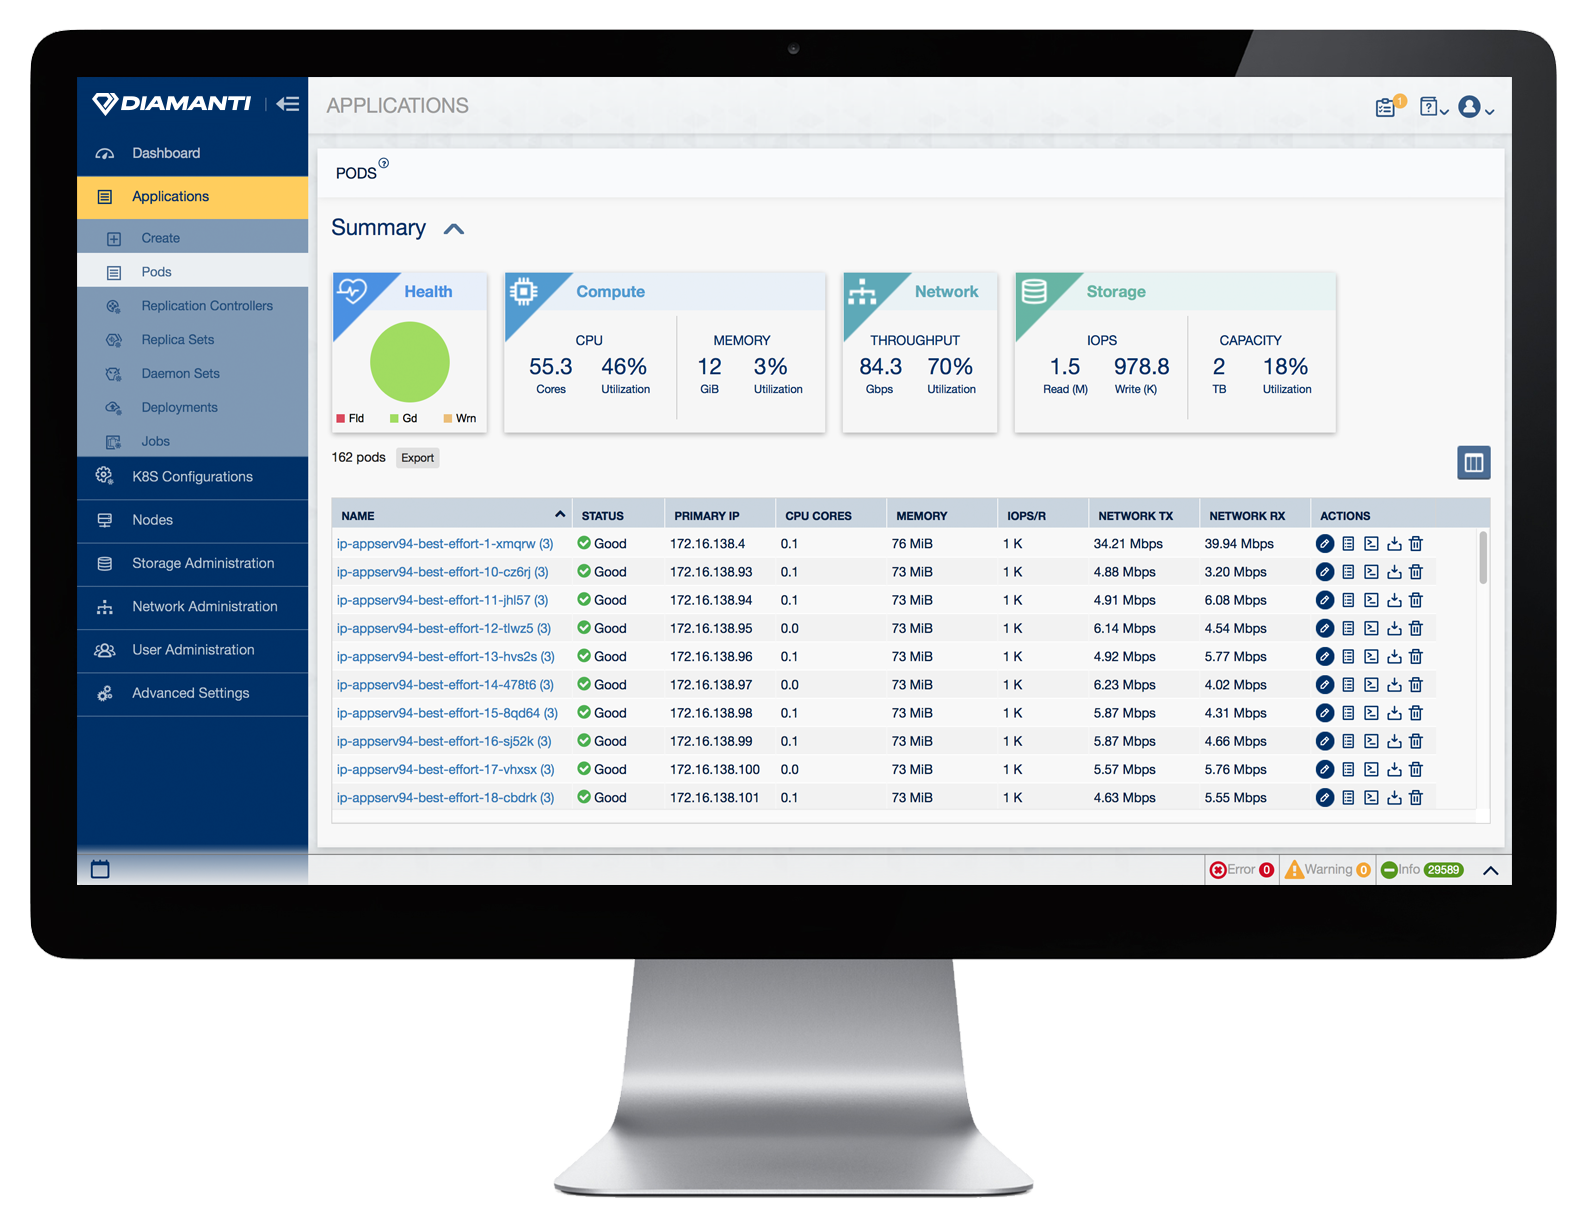 DIAMANTI
APPLICATIONS
1
Dashboard
Applications
Create
Pods
Replication Controllers
Replica Sets
Daemon Sets
Deployments
Jobs
K8S Configurations
Nodes
Storage Administration
Network Administration
User Administration
Advanced Settings
PODS
Summary
Health
Fld Gd Wrn
Compute
CPU MEMORY
55.3 46% 12 3%
Cores Utilization GiB Utilization
Network
THROUGHPUT
84.3 70%
Gbps Utilization
Storage
IOPS CAPACITY
1.5 978.8 2 18%
Read (M) Write (K) TB Utilization
162 pods Export
NAME STATUS PRIMARY IP CPU CORES MEMORY IOPS/R NETWORK TX NETWORK RX ACTIONS
ip-appserv94-best-effort-1-xmqrw (3) Good 172.16.138.4 0.1 76 MiB 1 K 34.21 Mbps 39.94 Mbps
ip-appserv94-best-effort-10-cz6rj (3) Good 172.16.138.93 0.1 73 MiB 1 K 4.88 Mbps 3.20 Mbps
ip-appserv94-best-effort-11-jhl57 (3) Good 172.16.138.94 0.1 73 MiB 1 K 4.91 Mbps 6.08 Mbps
ip-appserv94-best-effort-12-tlwz5 (3) Good 172.16.138.95 0.0 73 MiB 1 K 6.14 Mbps 4.54 Mbps
ip-appserv94-best-effort-13-hvs2s (3) Good 172.16.138.96 0.1 73 MiB 1 K 4.92 Mbps 5.77 Mbps
ip-appserv94-best-effort-14-478t6 (3) Good 172.16.138.97 0.0 73 MiB 1 K 6.23 Mbps 4.02 Mbps
ip-appserv94-best-effort-15-8qd64 (3) Good 172.16.138.98 0.1 73 MiB 1 K 5.87 Mbps 4.31 Mbps
ip-appserv94-best-effort-16-sj52k (3) Good 172.16.138.99 0.1 73 MiB 1 K 5.87 Mbps 4.66 Mbps
ip-appserv94-best-effort-17-vhxsx (3) Good 172.16.138.100 0.0 73 MiB 1 K 5.57 Mbps 5.76 Mbps
ip-appserv94-best-effort-18-cbdrk (3) Good 172.16.138.101 0.1 73 MiB 1 K 4.63 Mbps 5.55 Mbps
Error 0 Warning 0 Info 29589